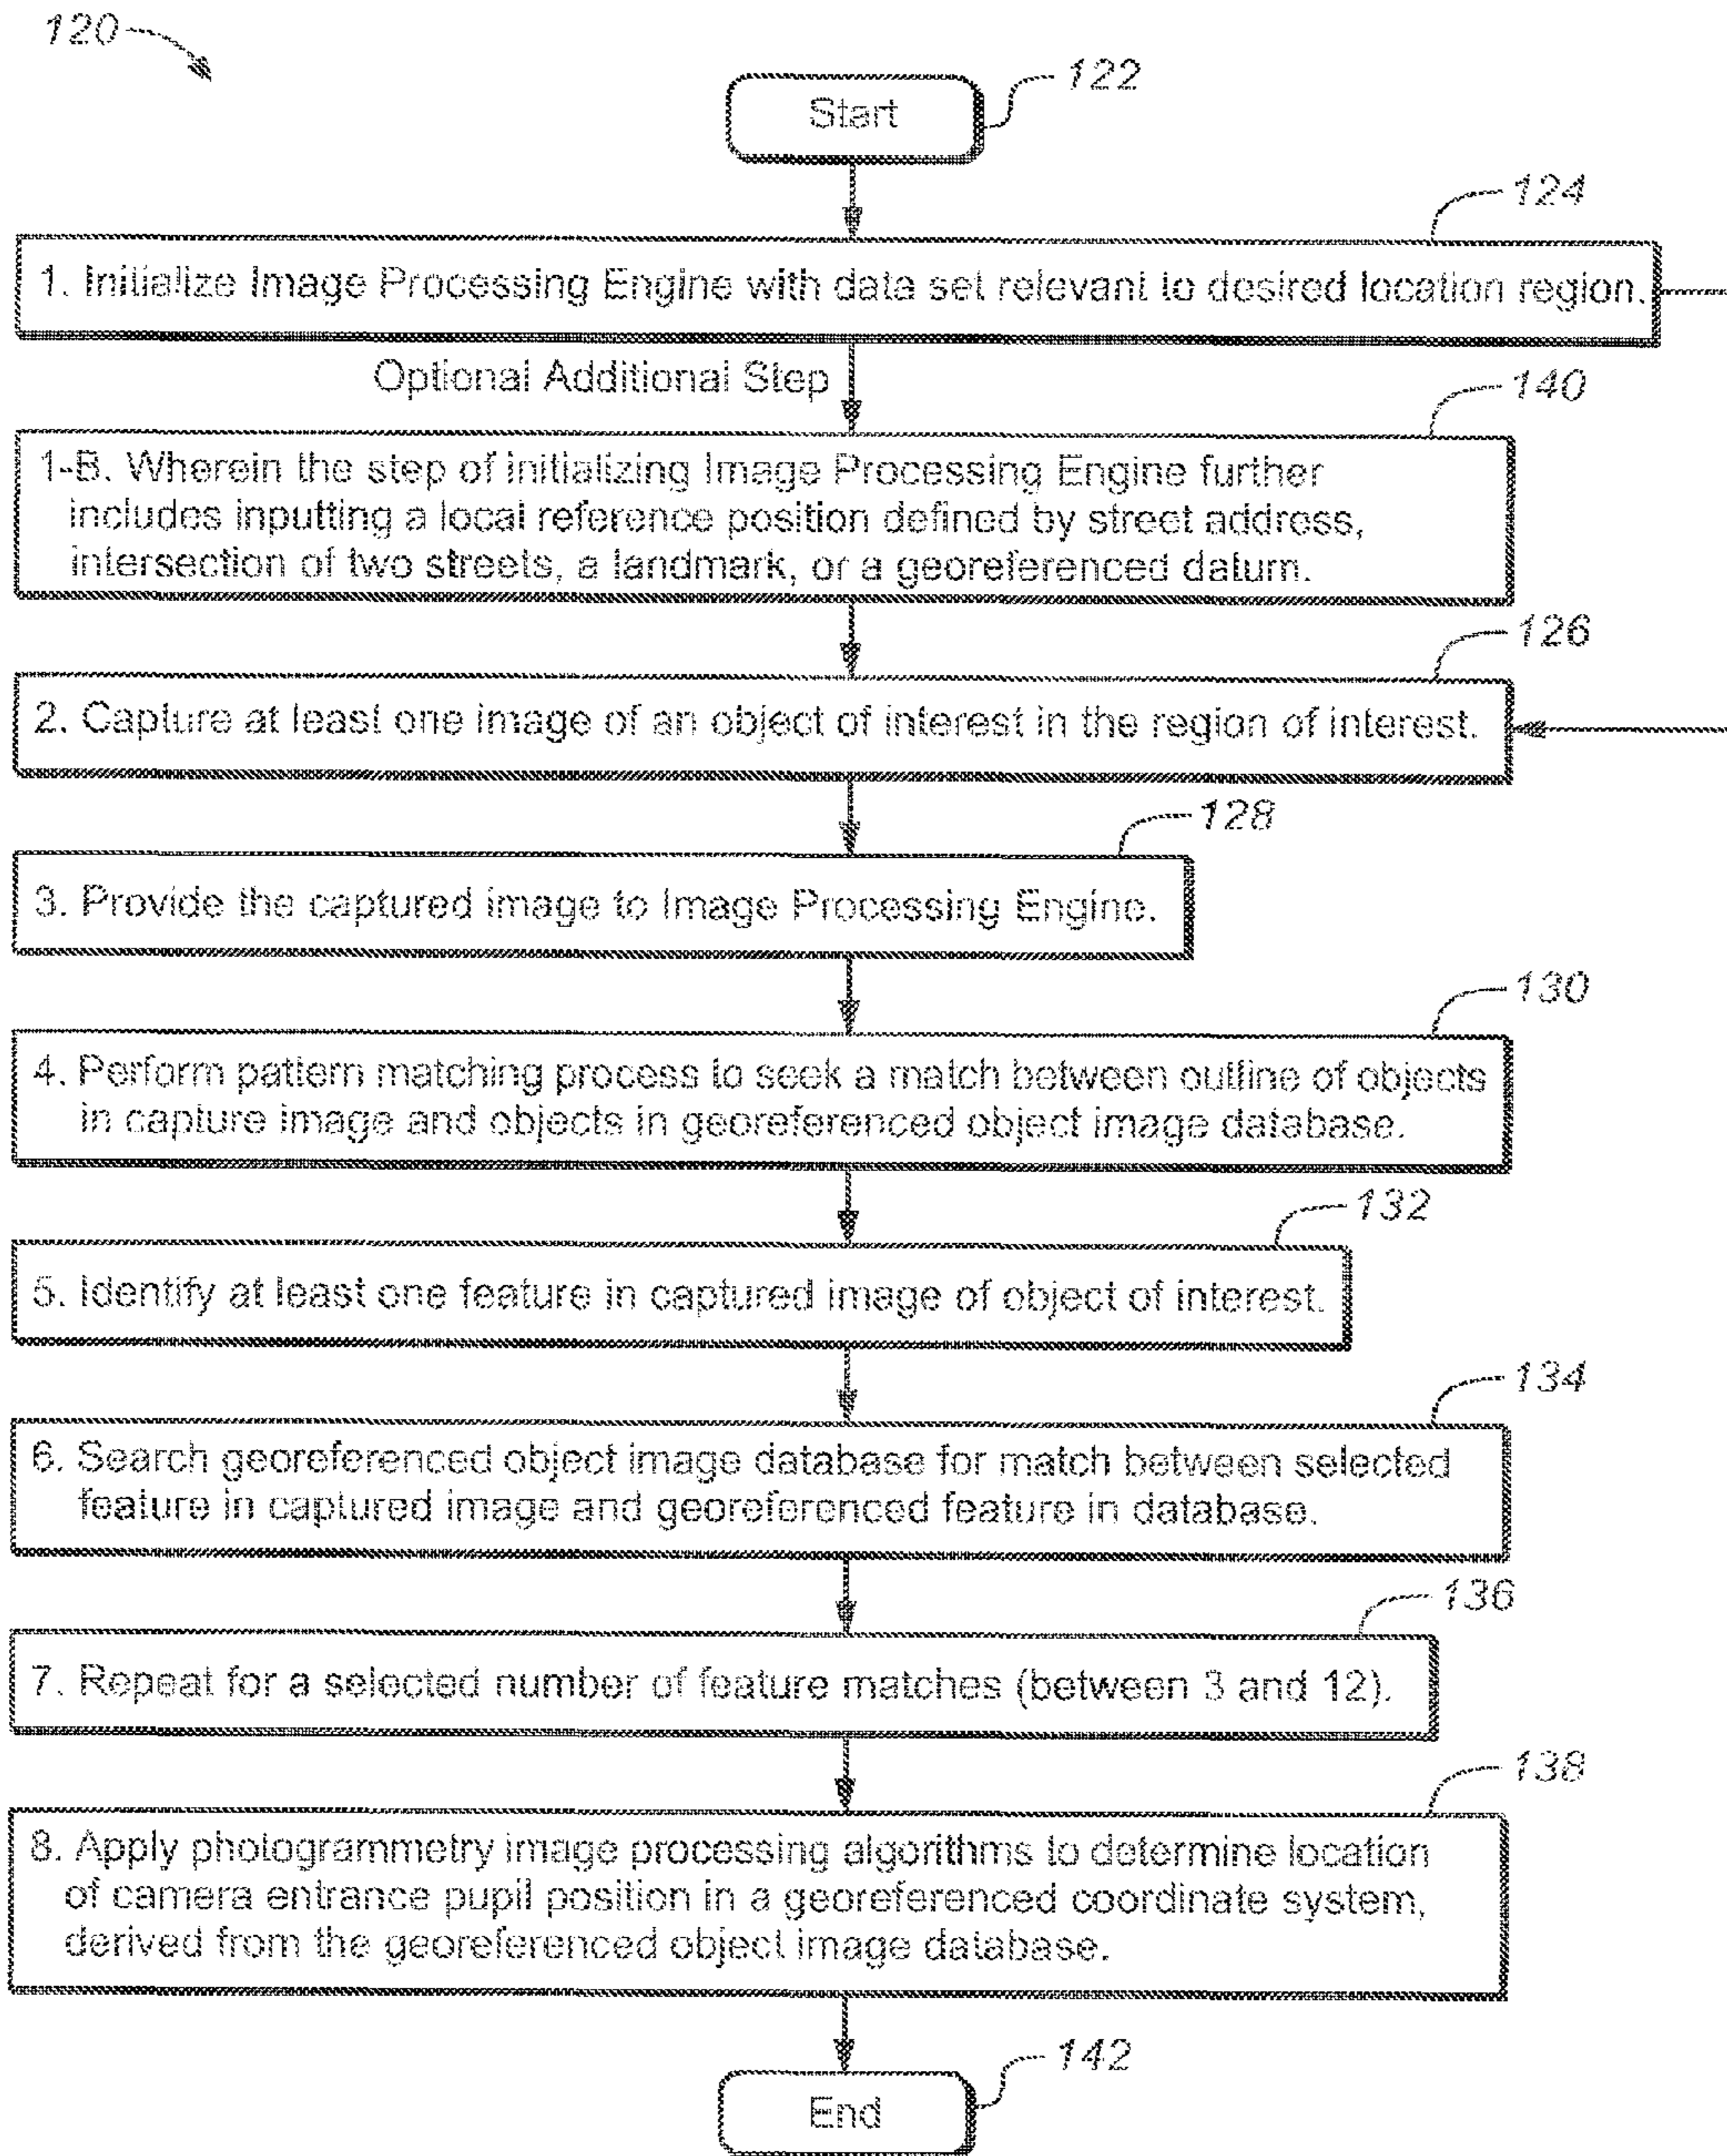 120
Start
122
124
1. Initialize Image Processing Engine with data set relevant to desired location region.
Optional Additional Step
140
1-B. Wherein the step of initializing Image Processing Engine further
includes inputting a local reference position defined by street address,
intersection of two streets, a landmark, or a georeferenced datum.
126
2. Capture at least one image of an object of interest in the region of interest.
128
3. Provide the captured image to Image Processing Engine.
130
4. Perform pattern matching process to seek a match between outline of objects
in capture image and objects in georeferenced object image database.
132
5. Identify at least one feature in captured image of object of interest.
134
6. Search georeferenced object image database for match between selected
feature in captured image and georeferenced feature in database.
136
7. Repeat for a selected number of feature matches (between 3 and 12).
138
8. Apply photogrammetry image processing algorithms to determine location
of camera entrance pupil position in a georeferenced coordinate system,
derived from the georeferenced object image database.
142
End